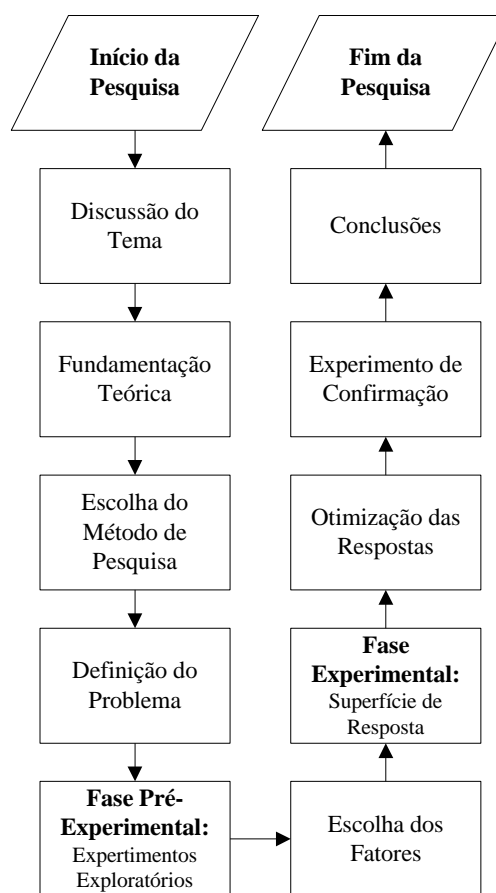 Início da
Pesquisa
Discussão do
Tema
Fundamentação
Teórica
Escolha do
Método de
Pesquisa
Definição do
Problema
Fase Pré-
Experimental:
Expertimentos
Exploratórios
Escolha dos
Fatores
Fase
Experimental:
Superfície de
Resposta
Otimização das
Respostas
Experimento de
Confirmação
Conclusões
Fim da
Pesquisa